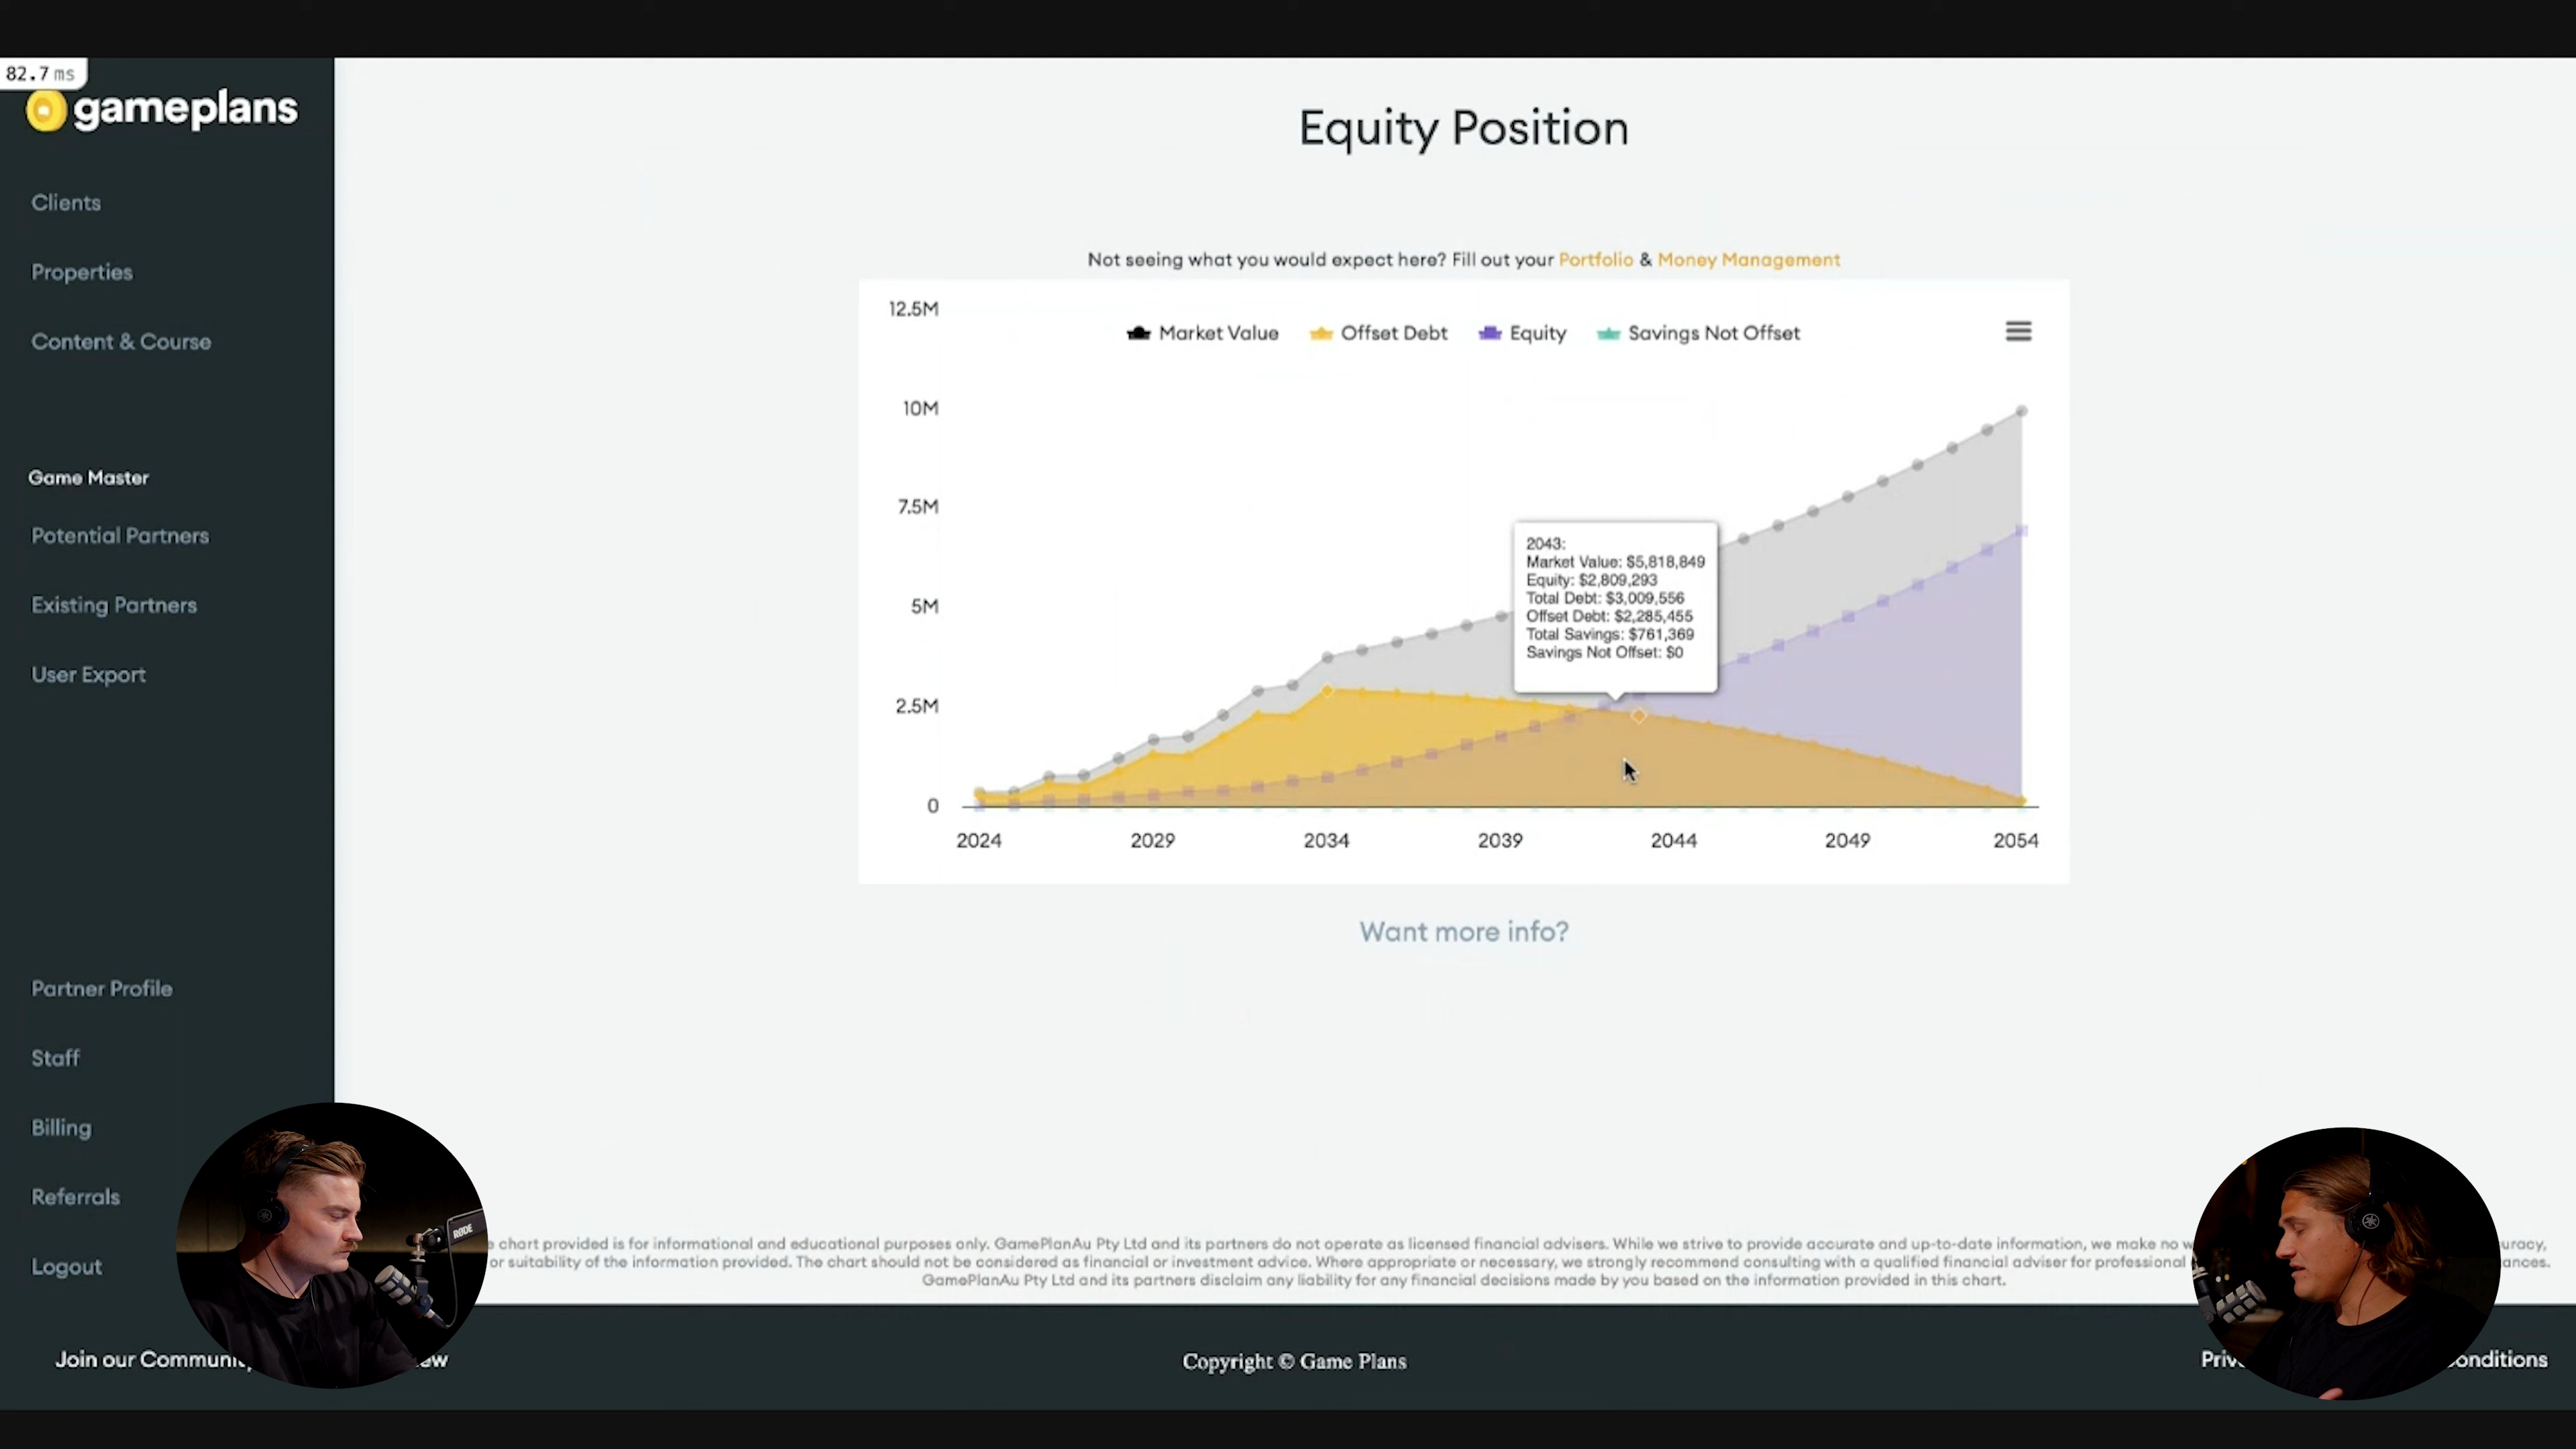 82.7 ms
gameplans
Clients
Properties
Content & Course
Game Master
Potential Partners
Existing Partners
User Export
Partner Profile
Staff
Billing
Referrals
Logout
Equity Position
Not seeing what you would expect here? Fill out your Portfolio & Money Management
12.5M
10M
7.5M
5M
2.5M
0
Market Value
Offset Debt
Equity
Savings Not Offset
2043:
Market Value: $5,818,849
Equity: $2,809,293
Total Debt: $3,009,556
Offset Debt: $2,285,455
Total Savings: $761,369
Savings Not Offset: $0
2024 2029 2034 2039 2044 2049 2054
Want more info?
RØDE
chart provided is for informational and educational purposes only. GamePlanAu Pty Ltd and its partners do not operate as licensed financial advisers. While we strive to provide accurate and up-to-date information, we make no
or suitability of the information provided. The chart should not be considered as financial or investment advice. Where appropriate or necessary, we strongly recommend consulting with a qualified financial adviser for professional
GamePlanAu Pty Ltd and its partners disclaim any liability for any financial decisions made by you based on the information provided in this chart.
Join our
Copyright © Game Plans